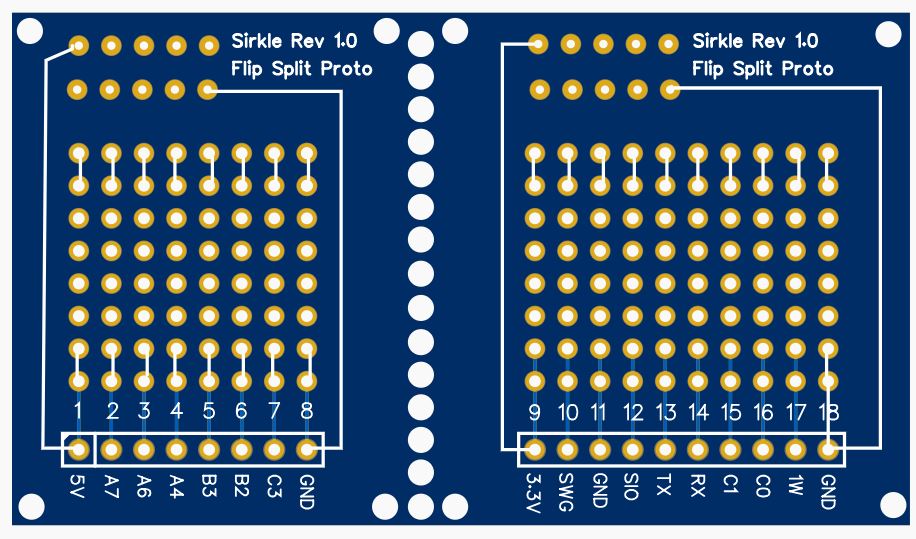 Sirkle Rev 1.0
Flip Split Proto
1 2 3 4 5 6 7 8
5V A7 A6 A4 B3 B2 C3 GND
Sirkle Rev 1.0
Flip Split Proto
9 10 11 12 13 14 15 16 17 18
3.3V SWG GND SIO TX RX C1 C0 1W GND